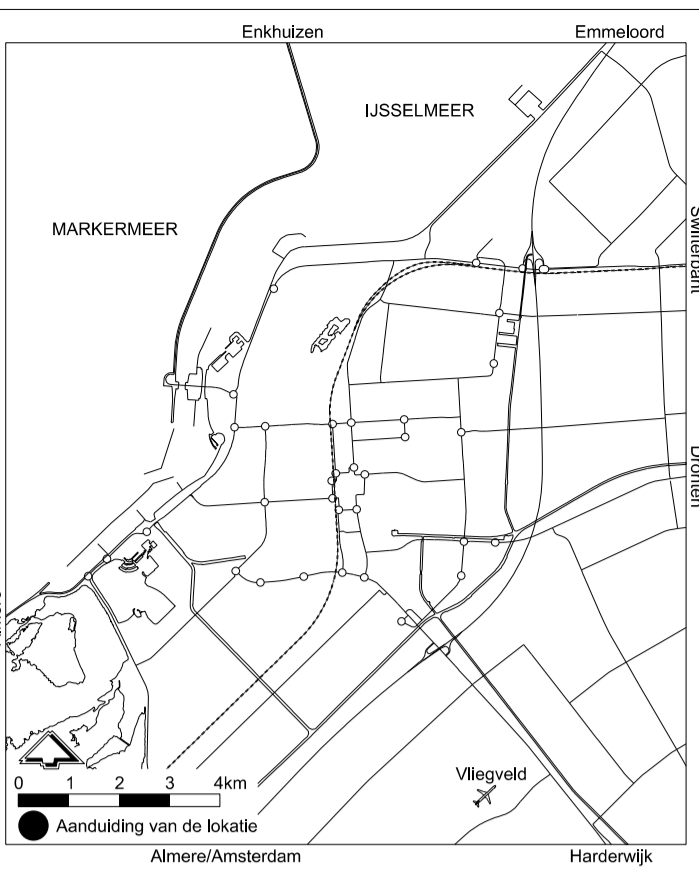 Enkhuizen
Emmeloord
IJSSELMEER
MARKERMEER
Swifterbant
Dronten
Vliegveld
0 1 2 3 4km
Aanduiding van de lokatie
Almere/Amsterdam
Harderwijk